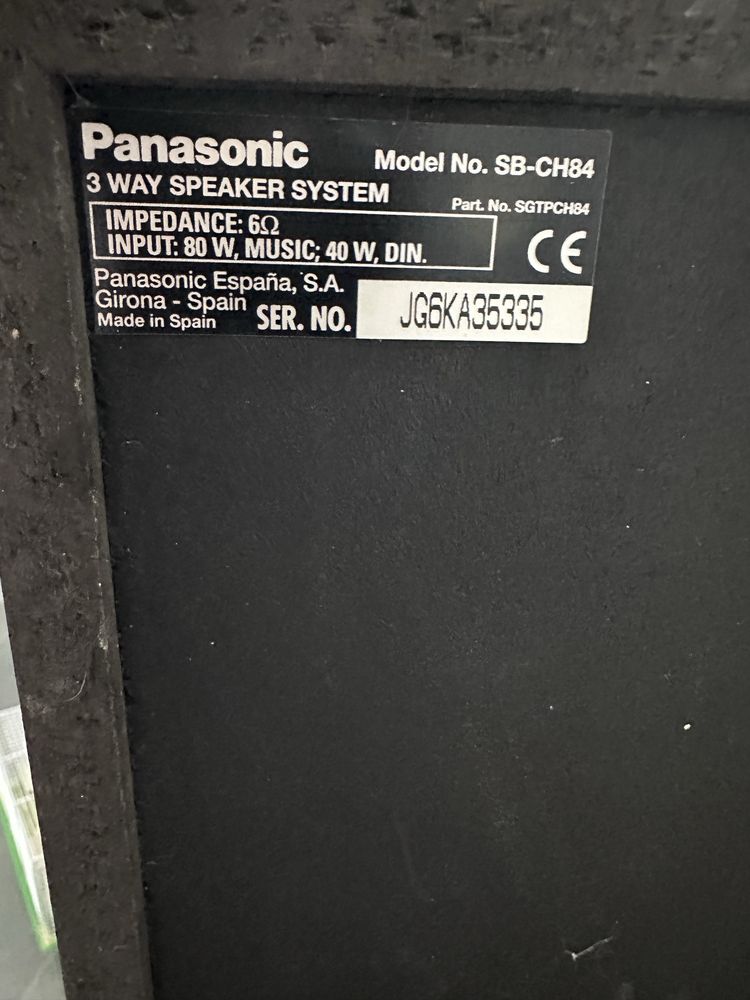 Panasonic
Model No. SB-CH84
3 WAY SPEAKER SYSTEM
Part. No. SGTPCH84
IMPEDANCE: 6Ω
INPUT: 80 W, MUSIC; 40 W, DIN.
CE
Panasonic España, S.A.
Girona - Spain
Made in Spain
SER. NO.
JG6KA35335